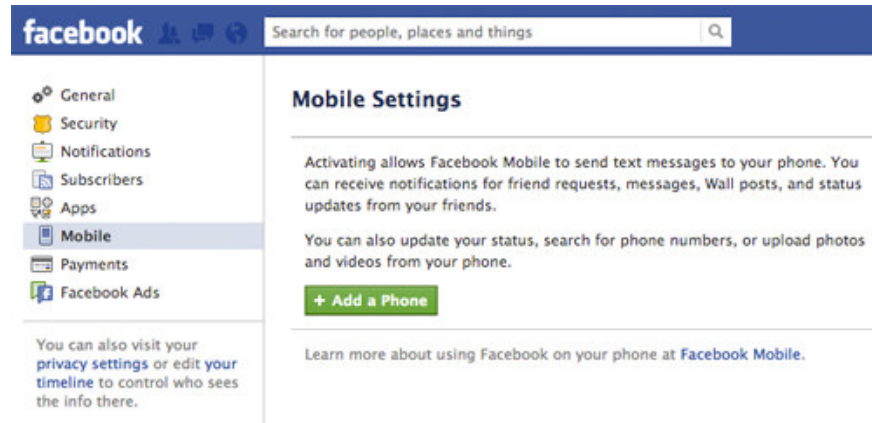 facebook
Search for people, places and things
General
Security
Notifications
Subscribers
Apps
Mobile
Payments
Facebook Ads
You can also visit your
privacy settings or edit your
timeline to control who sees
the info there.
Mobile Settings
Activating allows Facebook Mobile to send text messages to your phone. You
can receive notifications for friend requests, messages, Wall posts, and status
updates from your friends.
You can also update your status, search for phone numbers, or upload photos
and videos from your phone.
+ Add a Phone
Learn more about using Facebook on your phone at Facebook Mobile.